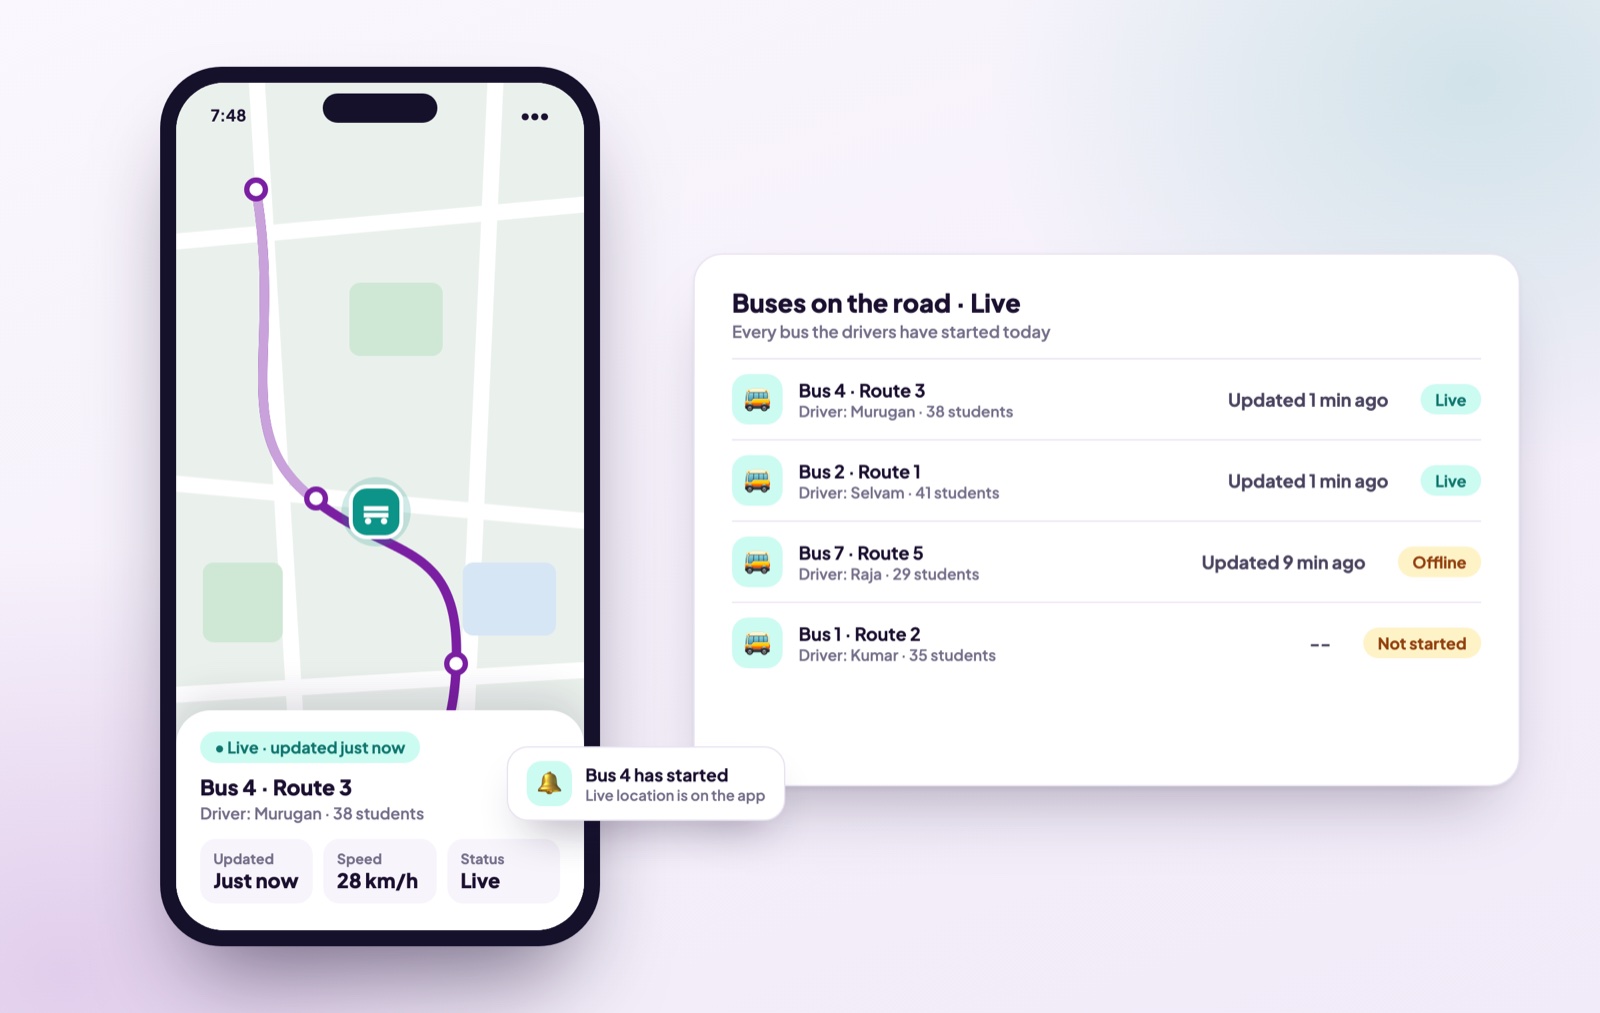 7:48
● Live · updated just now
Bus 4 · Route 3
Driver: Murugan · 38 students
Updated
Just now
Speed
28 km/h
Status
Live
Bus 4 has started
Live location is on the app
Buses on the road · Live
Every bus the drivers have started today
Bus 4 · Route 3
Driver: Murugan · 38 students
Updated 1 min ago
Live
Bus 2 · Route 1
Driver: Selvam · 41 students
Updated 1 min ago
Live
Bus 7 · Route 5
Driver: Raja · 29 students
Updated 9 min ago
Offline
Bus 1 · Route 2
Driver: Kumar · 35 students
--
Not started